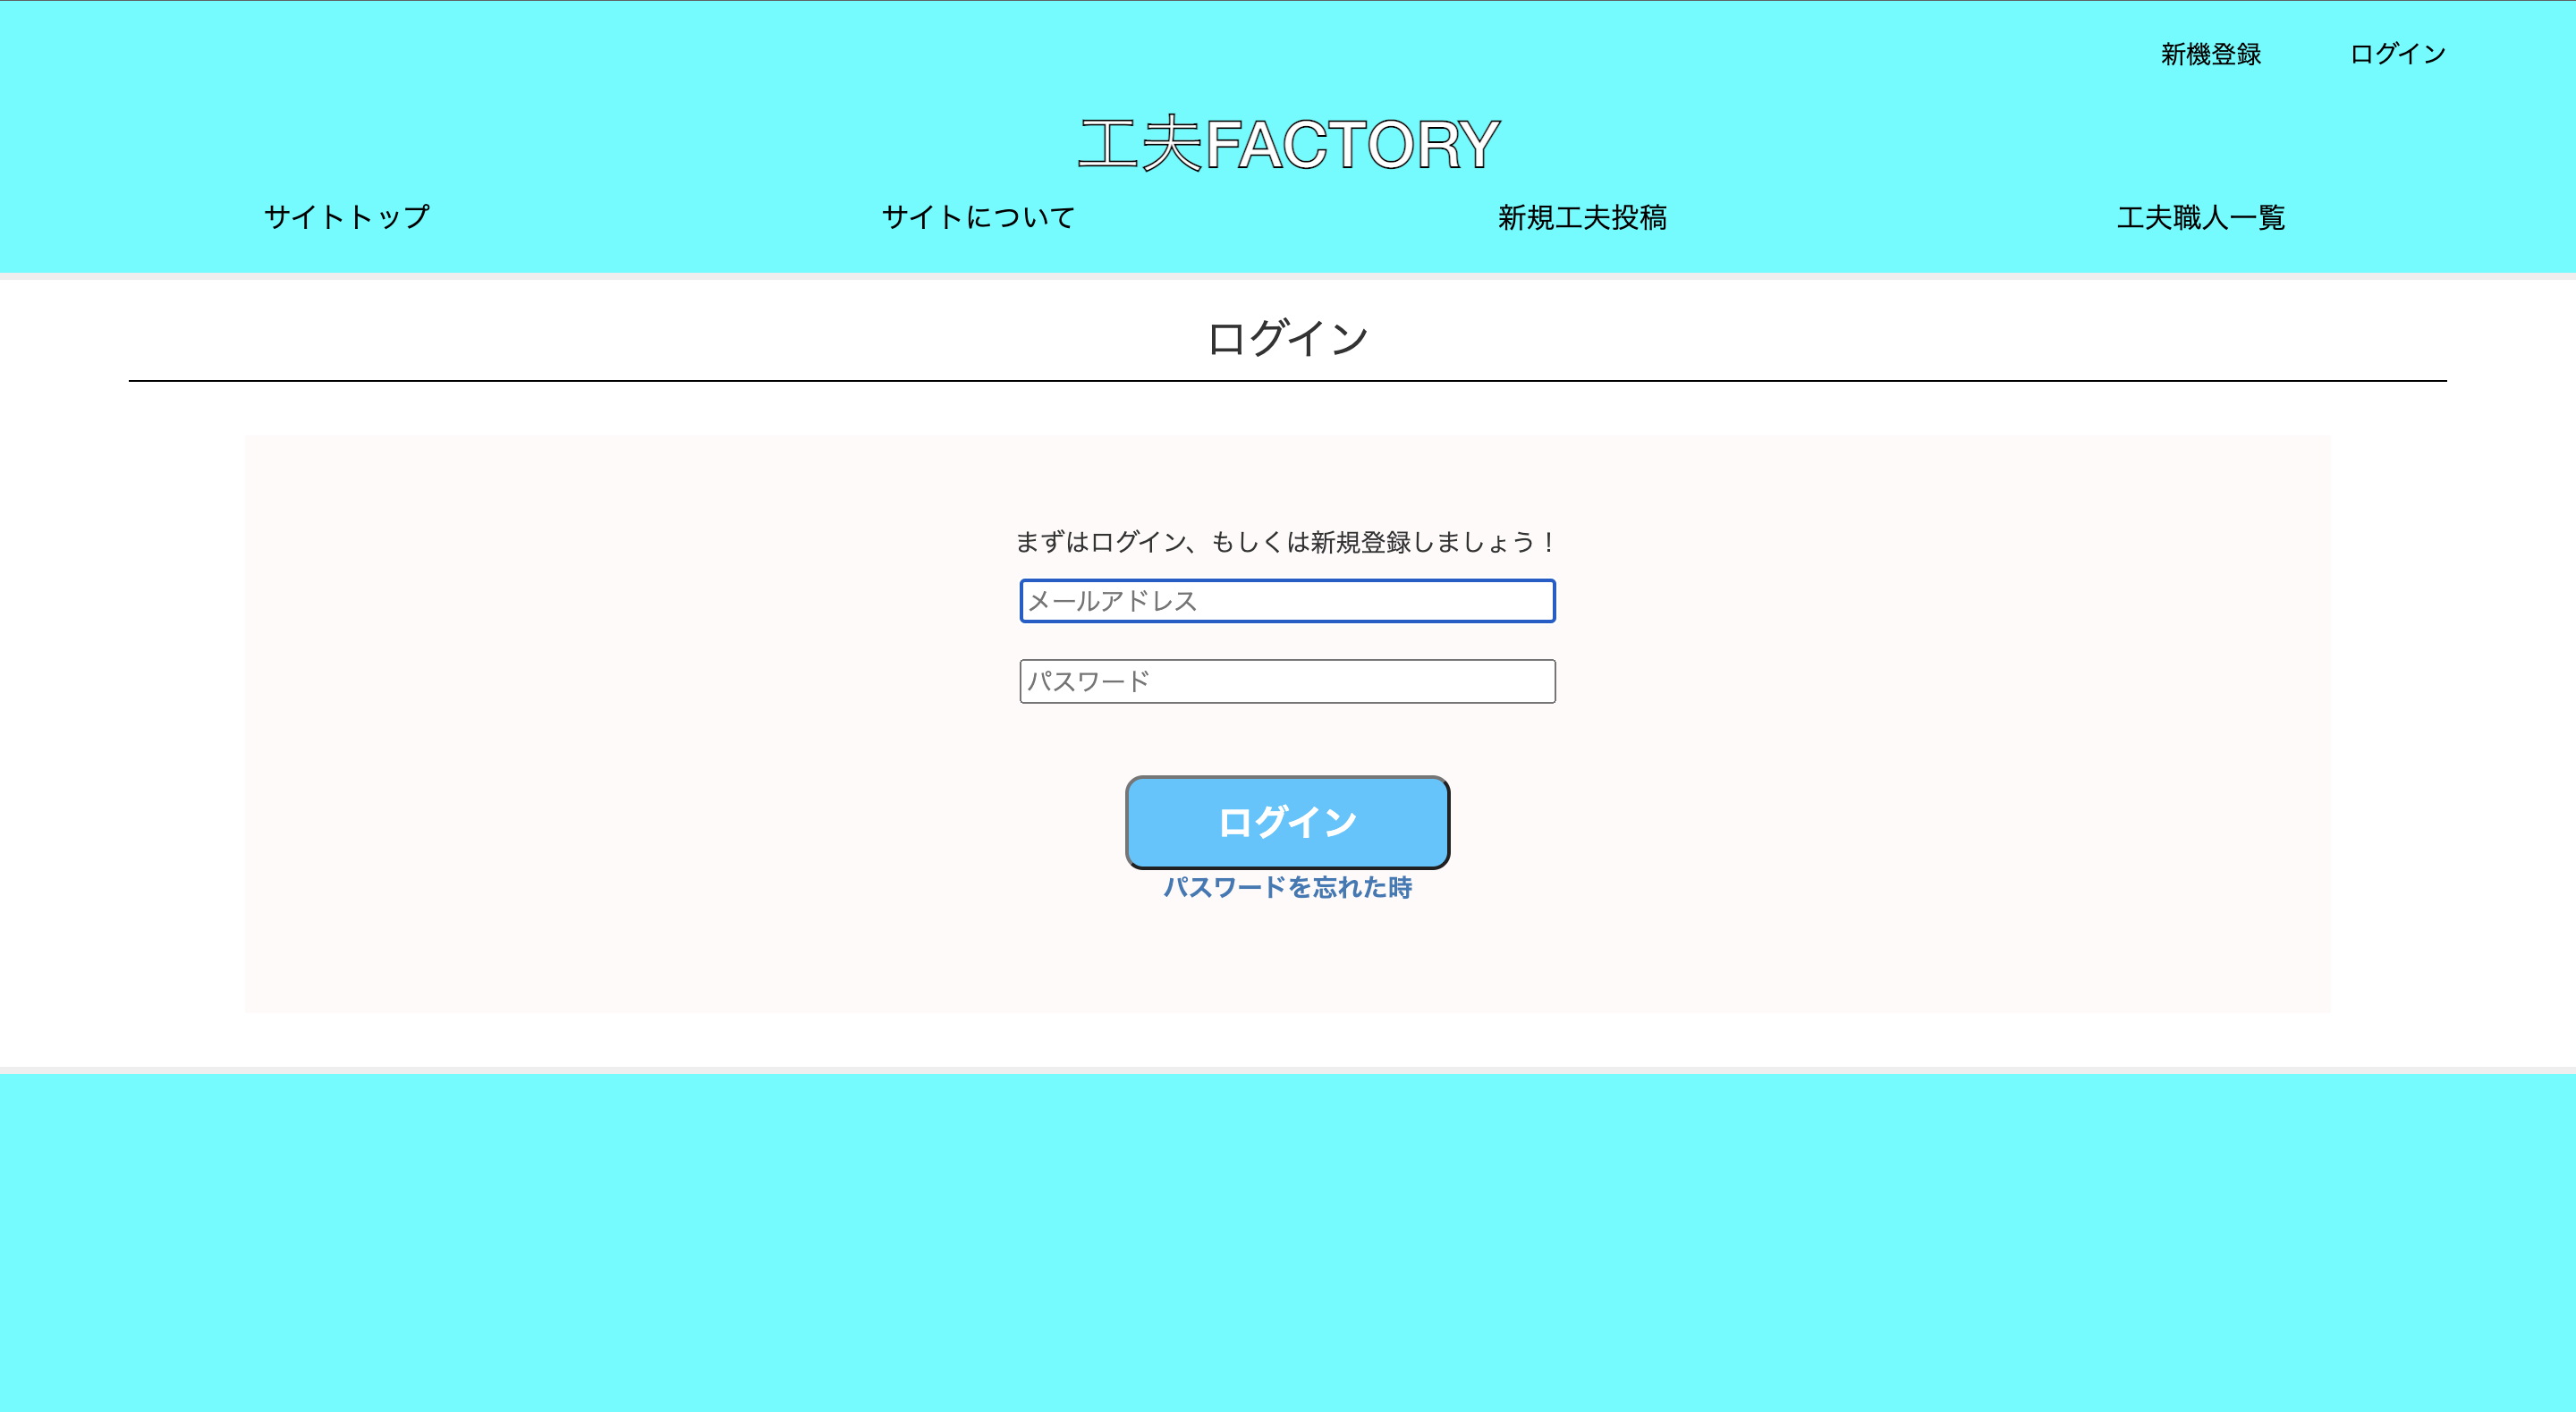 新機登録 ログイン
工夫FACTORY
サイトトップ サイトについて 新規工夫投稿 工夫職人一覧
ログイン
まずはログイン、もしくは新規登録しましょう！
メールアドレス
パスワード
ログイン
パスワードを忘れた時